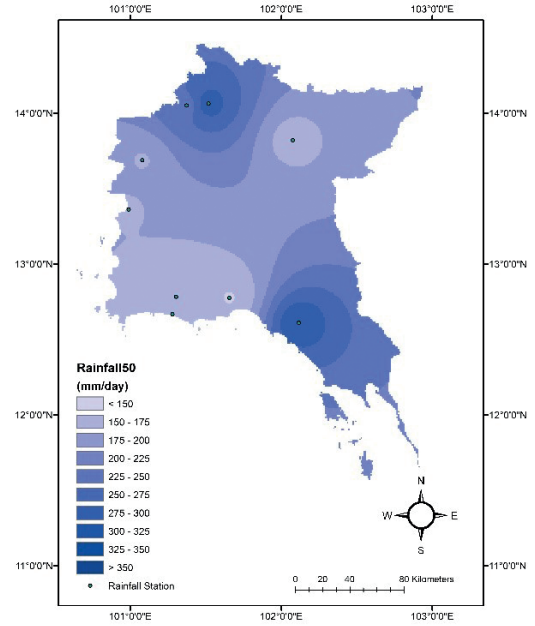 101°0'0"E 102°0'0"E 103°0'0"E
14°0'0"N 14°0'0"N
13°0'0"N 13°0'0"N
12°0'0"N 12°0'0"N
11°0'0"N 11°0'0"N
Rainfall50
(mm/day)
< 150
150 - 175
175 - 200
200 - 225
225 - 250
250 - 275
275 - 300
300 - 325
325 - 350
> 350
Rainfall Station
N
W E
S
0 20 40 80 Kilometers
101°0'0"E 102°0'0"E 103°0'0"E